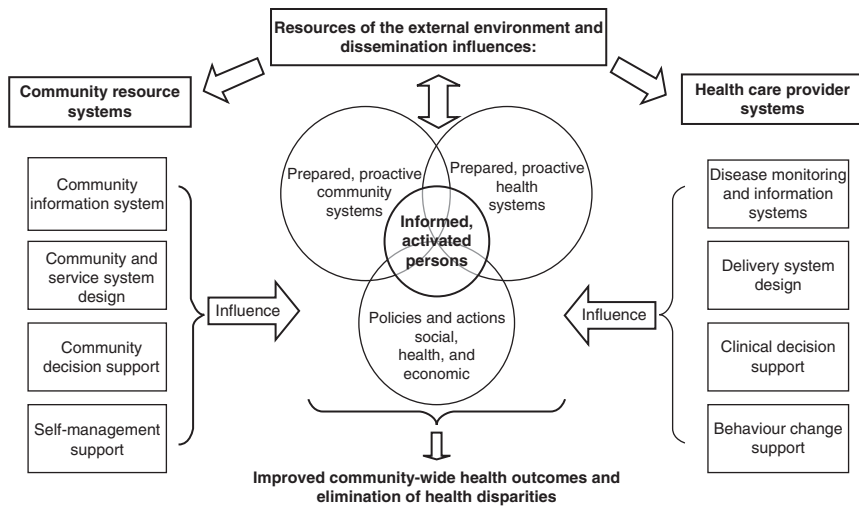 Resources of the external environment and
dissemination influences:
Community resource
systems
Health care provider
systems
Community
information system
Community and
service system
design
Community
decision support
Self-management
support
Influence
Prepared, proactive
community
systems
Prepared, proactive
health
systems
Informed,
activated
persons
Policies and actions
social,
health, and
economic
Influence
Disease monitoring
and information
systems
Delivery system
design
Clinical decision
support
Behaviour change
support
Improved community-wide health outcomes and
elimination of health disparities